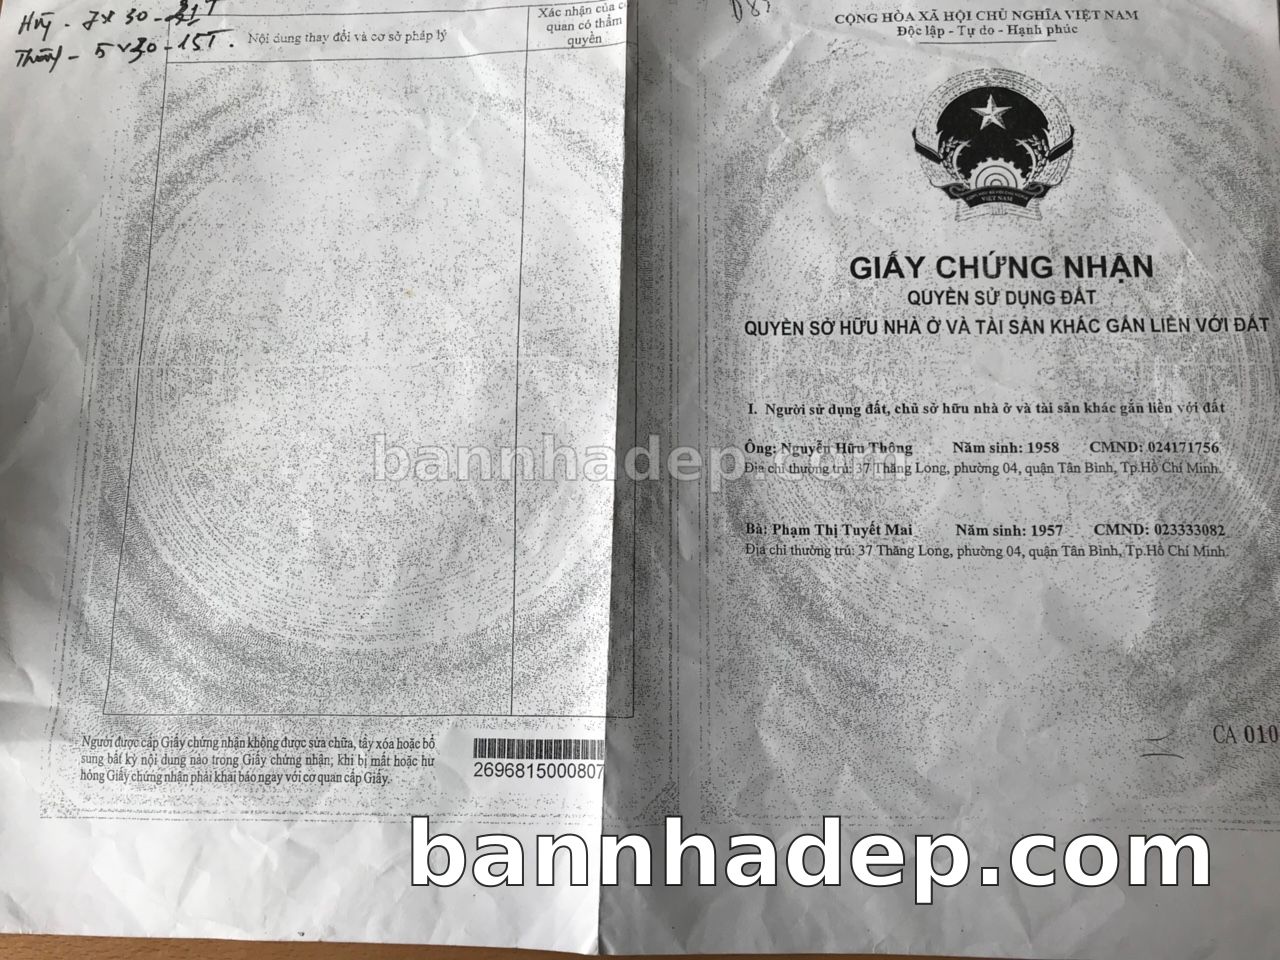 Huy - 7 x 30 - 21T
5 x 30 - 15T.
Nội dung thay đổi và cơ sở pháp lý
Xác nhận của cơ
quan có thẩm
quyền
Người được cấp Giấy chứng nhận không được sửa chữa, tẩy xóa hoặc bổ
sung bất kỳ nội dung nào trong Giấy chứng nhận; khi bị mất hoặc hư
hỏng Giấy chứng nhận phải khai báo ngay với cơ quan cấp Giấy.
2696815000807
CỘNG HÒA XÃ HỘI CHỦ NGHĨA VIỆT NAM
Độc lập - Tự do - Hạnh phúc
VIỆT NAM
GIẤY CHỨNG NHẬN
QUYỀN SỬ DỤNG ĐẤT
QUYỀN SỞ HỮU NHÀ Ở VÀ TÀI SẢN KHÁC GẮN LIỀN VỚI ĐẤT
I. Người sử dụng đất, chủ sở hữu nhà ở và tài sản khác gắn liền với đất
Ông: Nguyễn Hữu Thông Năm sinh: 1958 CMND: 024171756
Địa chỉ thường trú: 37 Thăng Long, phường 04, quận Tân Bình, Tp.Hồ Chí Minh.
Bà: Phạm Thị Tuyết Mai Năm sinh: 1957 CMND: 023333082
Địa chỉ thường trú: 37 Thăng Long, phường 04, quận Tân Bình, Tp.Hồ Chí Minh.
CA 010
bannhadep.com
bannhadep.com